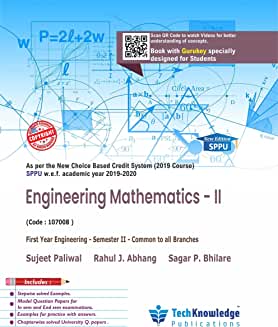 Scan QR Code to watch Videos for better
understanding of concepts.
Book with Gurukey specially
designed for Students
P=2ℓ+2w
Circle Area =
COPYRIGHT
New Edition
SPPU
As per the New Choice Based Credit System (2019 Course)
SPPU w.e.f. academic year 2019-2020
Engineering Mathematics - II
(Code : 107008 )
First Year Engineering - Semester II - Common to all Branches
Sujeet Paliwal Rahul J. Abhang Sagar P. Bhilare
Includes :
Stepwise solved Examples.
Model Question Papers for
In sem and End sem examinations.
Examples for practice with answers.
Chapterwise solved University Q. papers .
TechKnowledge
Publications